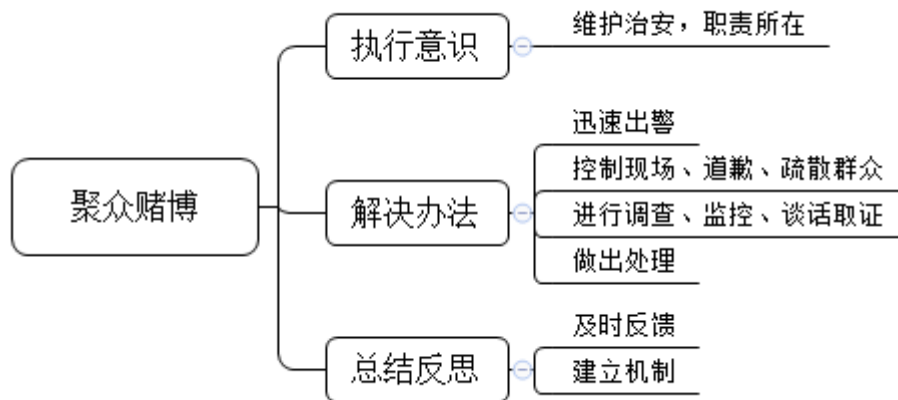 聚众赌博
执行意识
维护治安，职责所在
解决办法
迅速出警
控制现场、道歉、疏散群众
进行调查、监控、谈话取证
做出处理
总结反思
及时反馈
建立机制